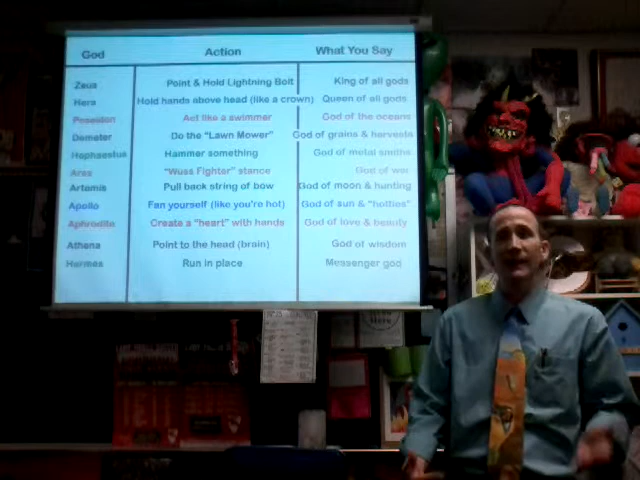 God Action What You Say
Zeus Point & Hold Lightning Bolt King of all gods
Hera Hold hands above head (like a crown) Queen of all gods
Poseidon Act like a swimmer God of the oceans
Demeter Do the "Lawn Mower" God of grains & harvests
Hephaestus Hammer something God of metal smiths
Ares "Wuss Fighter" stance God of war
Artemis Pull back string of bow God of moon & hunting
Apollo Fan yourself (like you're hot) God of sun & "hotties"
Aphrodite Create a "heart" with hands God of love & beauty
Athena Point to the head (brain) God of wisdom
Hermes Run in place Messenger god